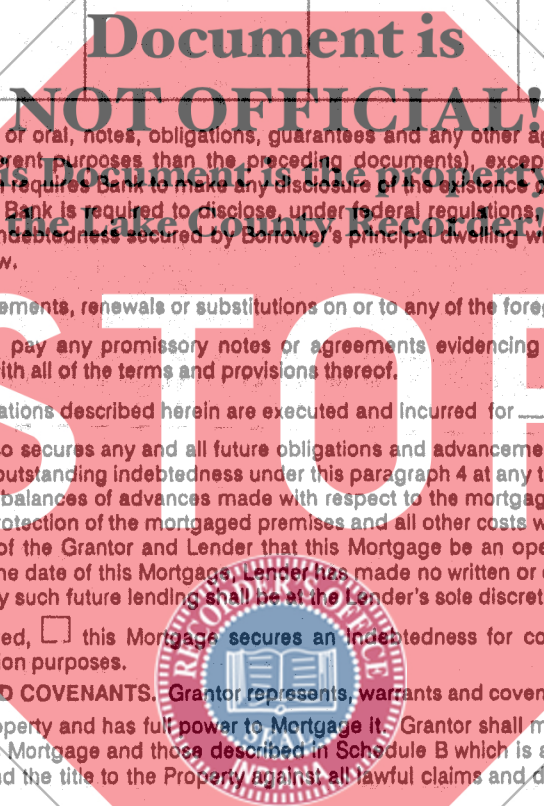 Document is
NOT OFFICIAL!
or oral, notes, obligations, guarantees and any other ag
erent purposes than the preceding documents), excep
is Document is the property
requires Bank to make any disclosure of the existence o
Bank is required to disclose, under federal regulations,
the Lake County Recorder!
ndebtedness secured by Borrower's principal dwelling wi
w.
ements, renewals or substitutions on or to any of the foreg
STOP
pay any promissory notes or agreements evidencing
ith all of the terms and provisions thereof.
ations described herein are executed and incurred for
so secures any and all future obligations and advanceme
outstanding indebtedness under this paragraph 4 at any t
balances of advances made with respect to the mortgag
rotection of the mortgaged premises and all other costs w
of the Grantor and Lender that this Mortgage be an ope
he date of this Mortgage, Lender has made no written or
y such future lending shall be at the Lender's sole discret
ed, this Mortgage secures an indebtedness for co
ion purposes.
RECORDER'S OFFICE
D COVENANTS. Grantor represents, warrants and coven
operty and has full power to Mortgage it. Grantor shall m
Mortgage and those described in Schedule B which is a
nd the title to the Property against all lawful claims and d
INDIANA